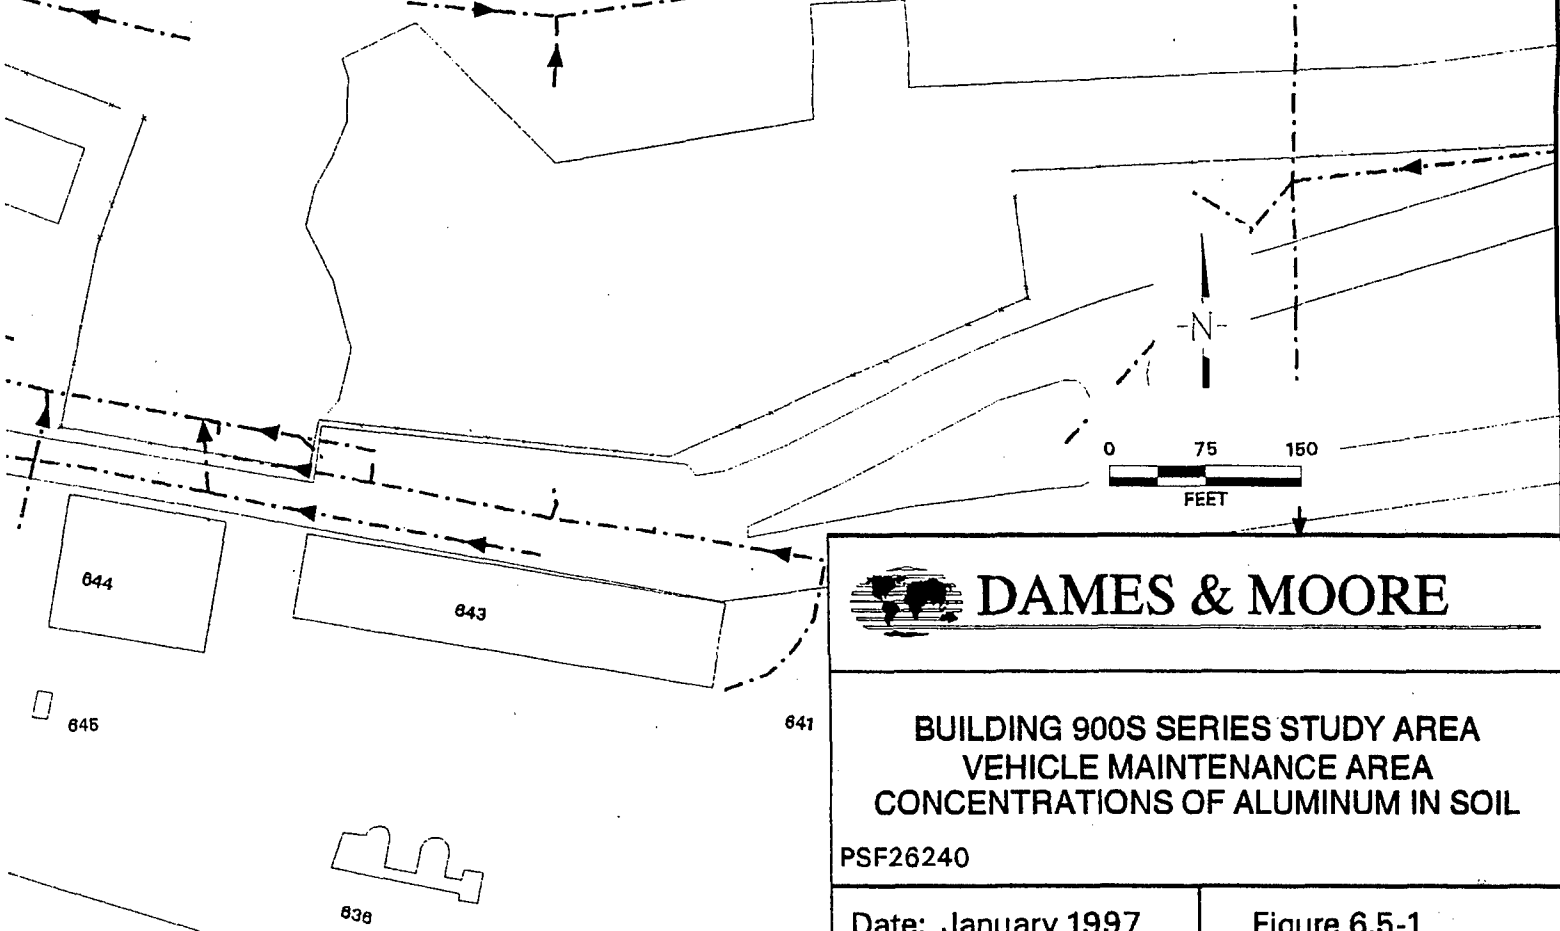 N
0 75 150
FEET
644
643
645
641
636
DAMES & MOORE
BUILDING 900S SERIES STUDY AREA
VEHICLE MAINTENANCE AREA
CONCENTRATIONS OF ALUMINUM IN SOIL
PSF26240
Date: January 1997
Figure 6.5-1